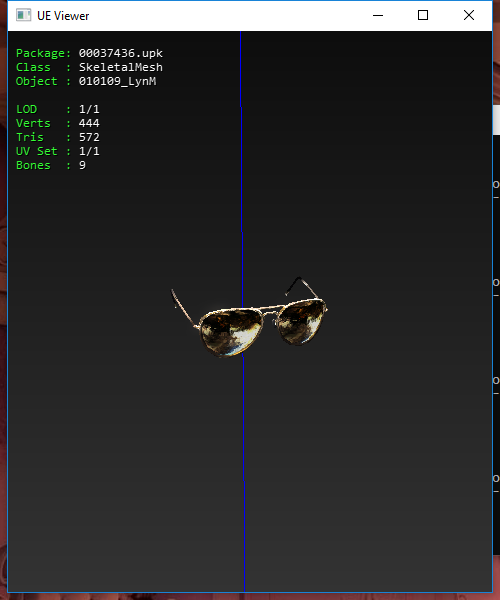 UE Viewer
Package: 00037436.upk
Class : SkeletalMesh
Object : 010109_LynM
LOD : 1/1
Verts : 444
Tris : 572
UV Set : 1/1
Bones : 9